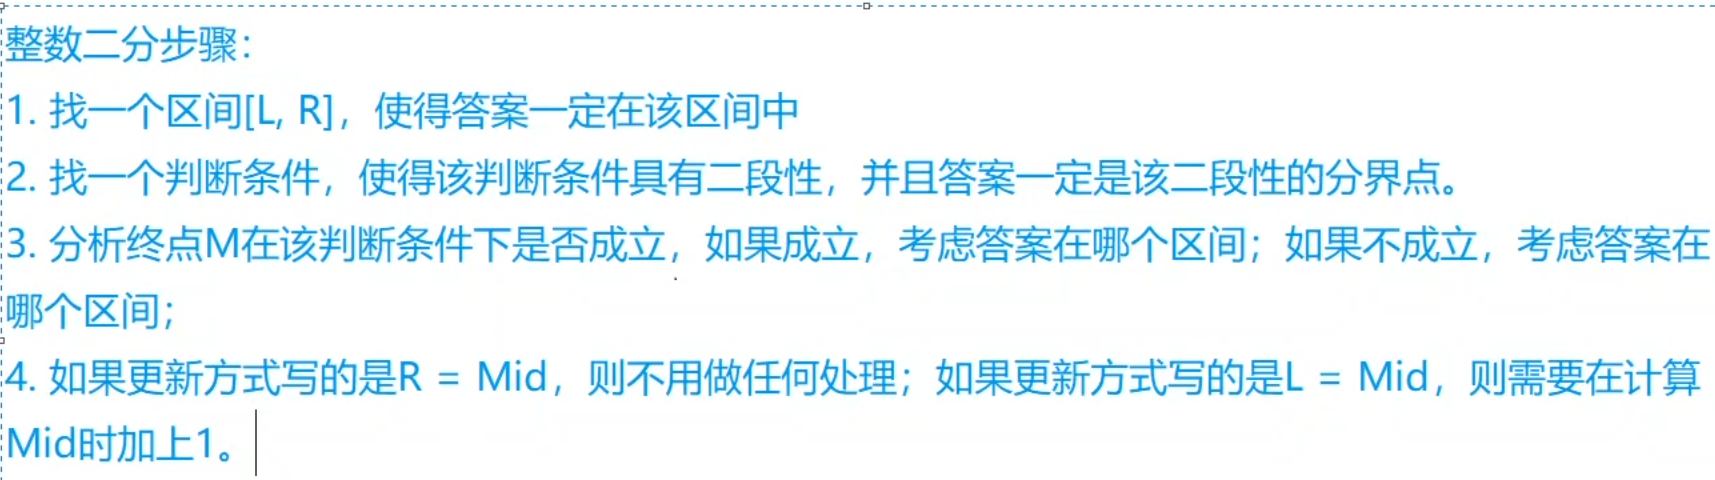 整数二分步骤：
1. 找一个区间[L, R]，使得答案一定在该区间中
2. 找一个判断条件，使得该判断条件具有二段性，并且答案一定是该二段性的分界点。
3. 分析终点M在该判断条件下是否成立，如果成立，考虑答案在哪个区间；如果不成立，考虑答案在
哪个区间；
4. 如果更新方式写的是R = Mid，则不用做任何处理；如果更新方式写的是L = Mid，则需要在计算
Mid时加上1。